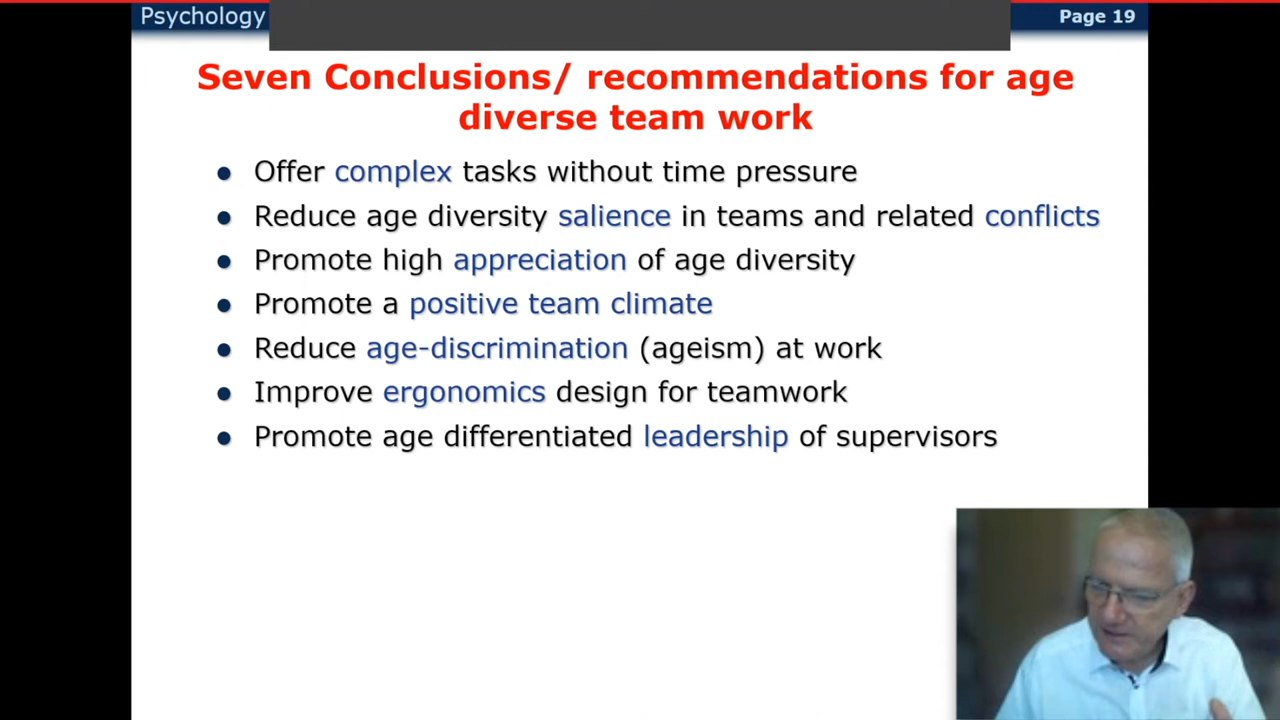 Psychology
Page 19
Seven Conclusions/ recommendations for age
diverse team work
Offer complex tasks without time pressure
Reduce age diversity salience in teams and related conflicts
Promote high appreciation of age diversity
Promote a positive team climate
Reduce age-discrimination (ageism) at work
Improve ergonomics design for teamwork
Promote age differentiated leadership of supervisors